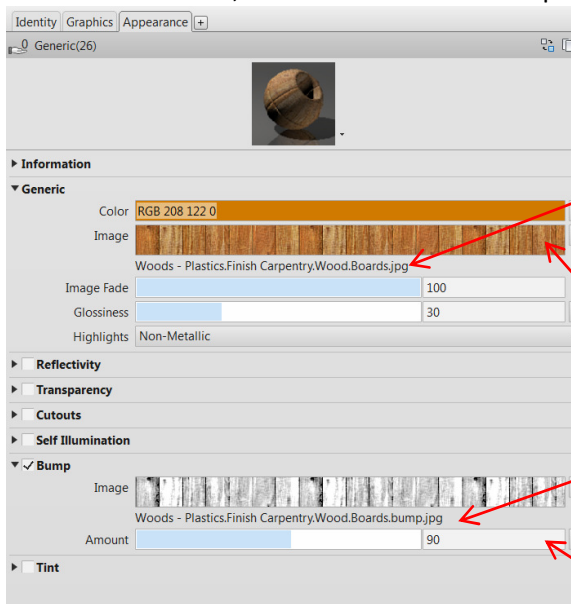 Identity Graphics Appearance +
0 Generic(26)
Information
Generic
Color RGB 208 122 0
Image
Woods - Plastics.Finish Carpentry.Wood.Boards.jpg
Image Fade 100
Glossiness 30
Highlights Non-Metallic
Reflectivity
Transparency
Cutouts
Self Illumination
Bump
Image
Woods - Plastics.Finish Carpentry.Wood.Boards.bump.jpg
Amount 90
Tint